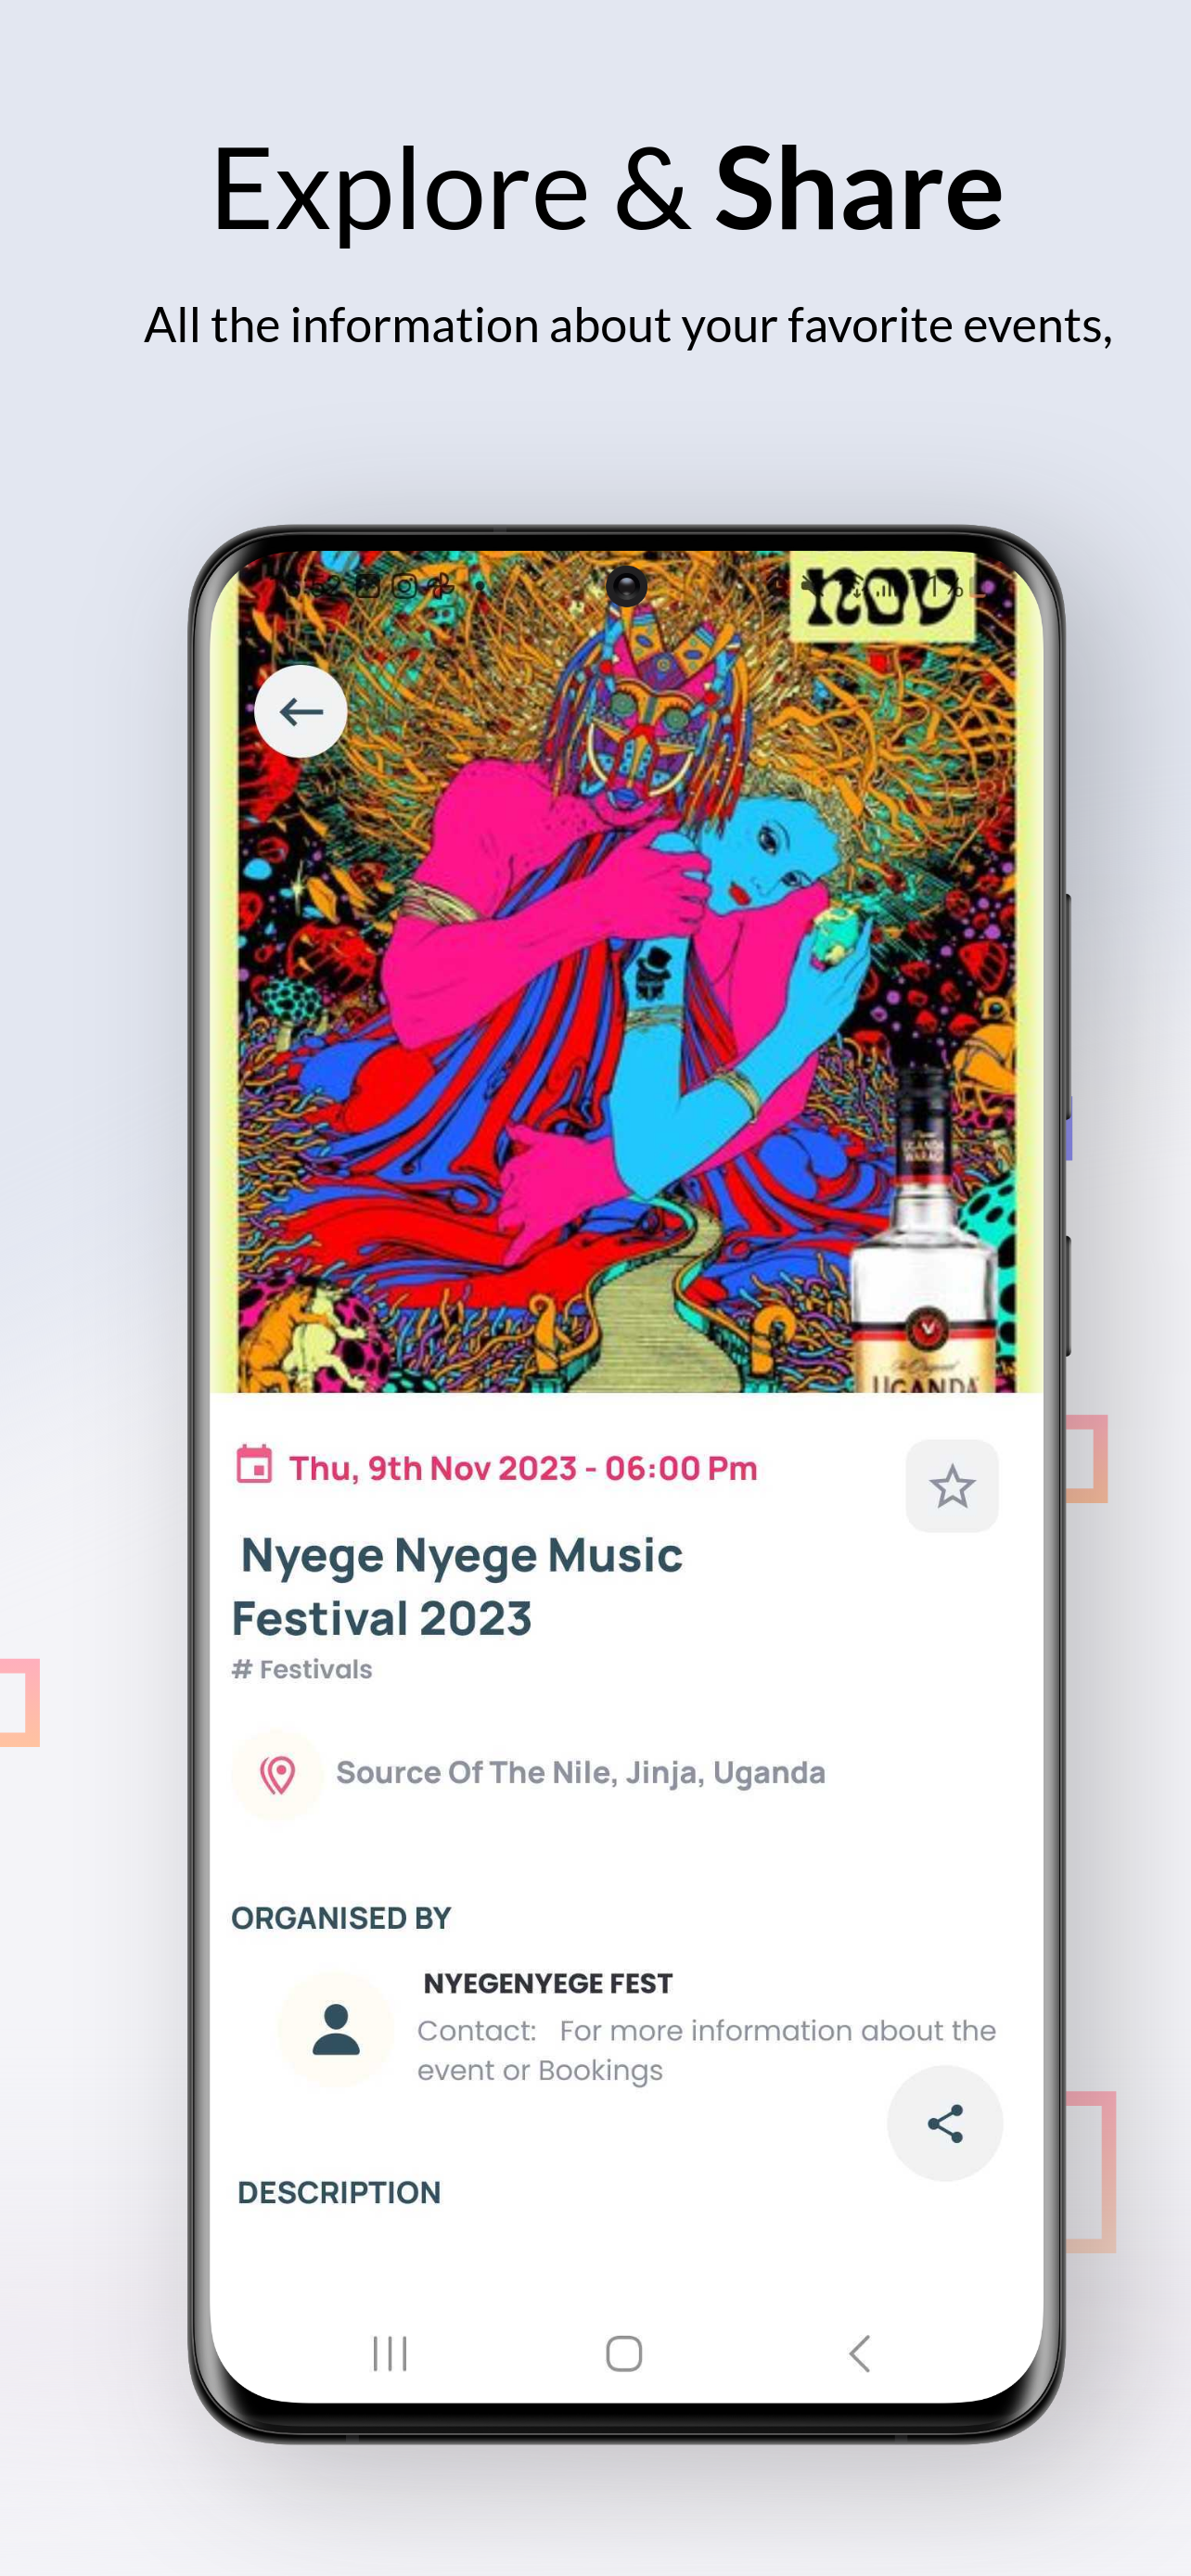 Explore & Share
All the information about your favorite events,
NOV
UGANDA
Thu, 9th Nov 2023 - 06:00 Pm
Nyege Nyege Music
Festival 2023
# Festivals
Source Of The Nile, Jinja, Uganda
ORGANISED BY
NYEGENYEGE FEST
Contact: For more information about the
event or Bookings
DESCRIPTION